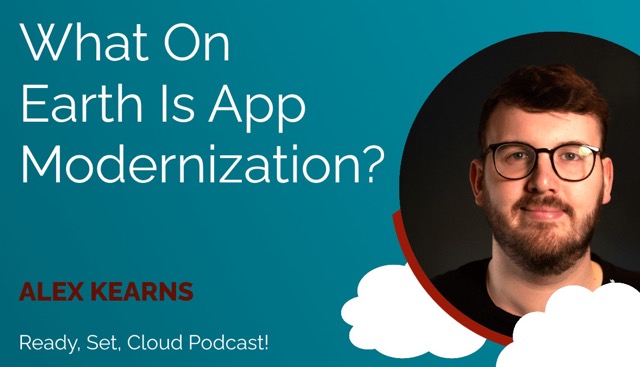 What On
Earth Is App
Modernization?
ALEX KEARNS
Ready, Set, Cloud Podcast!